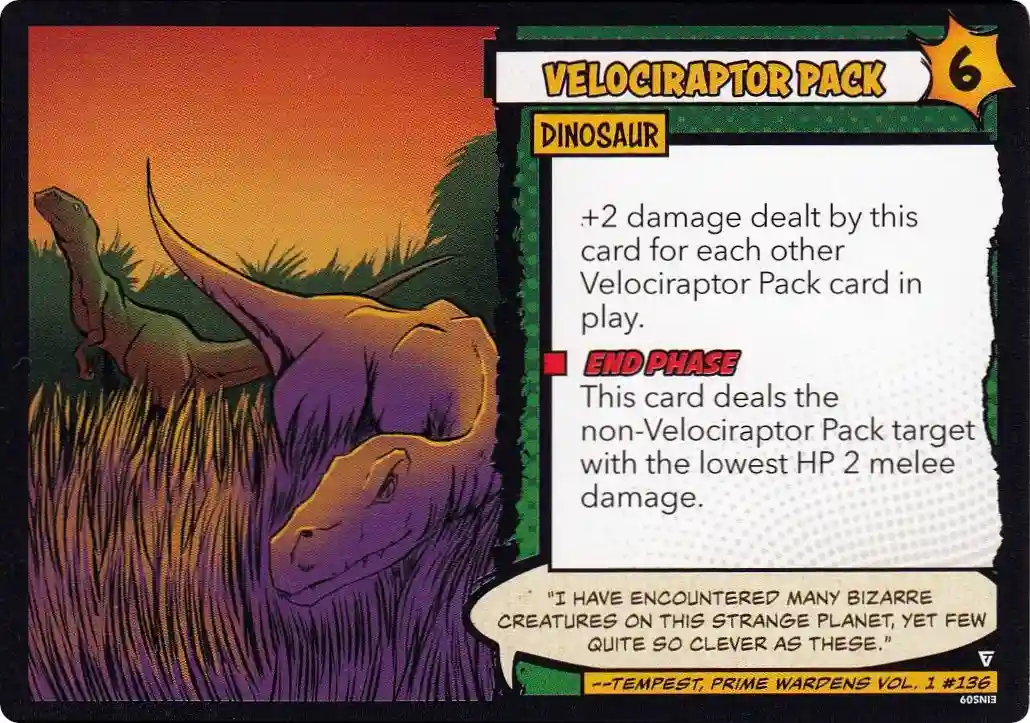 VELOCIRAPTOR PACK
6
DINOSAUR
+2 damage dealt by this
card for each other
Velociraptor Pack card in
play.
END PHASE
This card deals the
non-Velociraptor Pack target
with the lowest HP 2 melee
damage.
"I HAVE ENCOUNTERED MANY BIZARRE
CREATURES ON THIS STRANGE PLANET, YET FEW
QUITE SO CLEVER AS THESE."
--TEMPEST, PRIME WARDENS VOL. 1 #136
EINS09